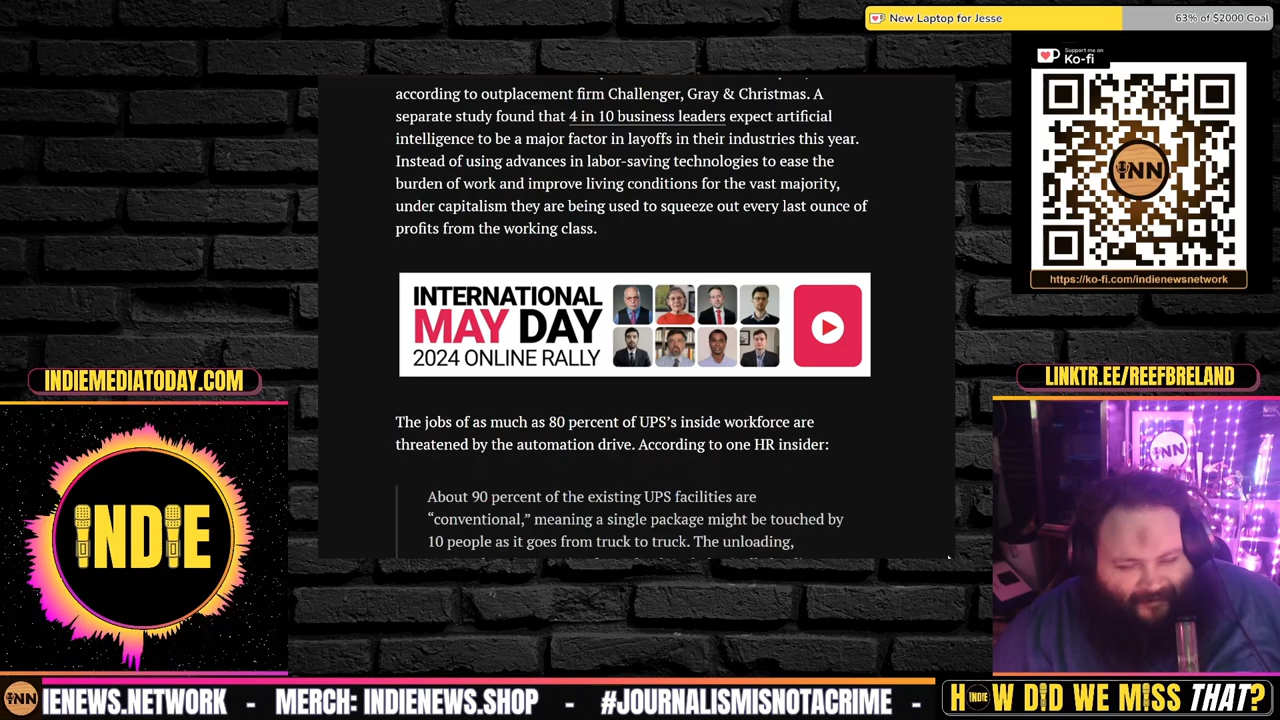 New Laptop for Jesse
63% of $2000 Goal
Support me on
Ko-fi
iNN
https://ko-fi.com/indienewsnetwork
according to outplacement firm Challenger, Gray & Christmas. A
separate study found that 4 in 10 business leaders expect artificial
intelligence to be a major factor in layoffs in their industries this year.
Instead of using advances in labor-saving technologies to ease the
burden of work and improve living conditions for the vast majority,
under capitalism they are being used to squeeze out every last ounce of
profits from the working class.
INTERNATIONAL
MAY DAY
2024 ONLINE RALLY
The jobs of as much as 80 percent of UPS’s inside workforce are
threatened by the automation drive. According to one HR insider:
About 90 percent of the existing UPS facilities are
“conventional,” meaning a single package might be touched by
10 people as it goes from truck to truck. The unloading,
INDIEMEDIATODAY.COM
INDIE
LINKTR.EE/REEFBRELAND
iNN
iNN
IENEWS.NETWORK - MERCH: INDIENEWS.SHOP - #JOURNALISMISNOTACRIME -
HOW DID WE MISS THAT?